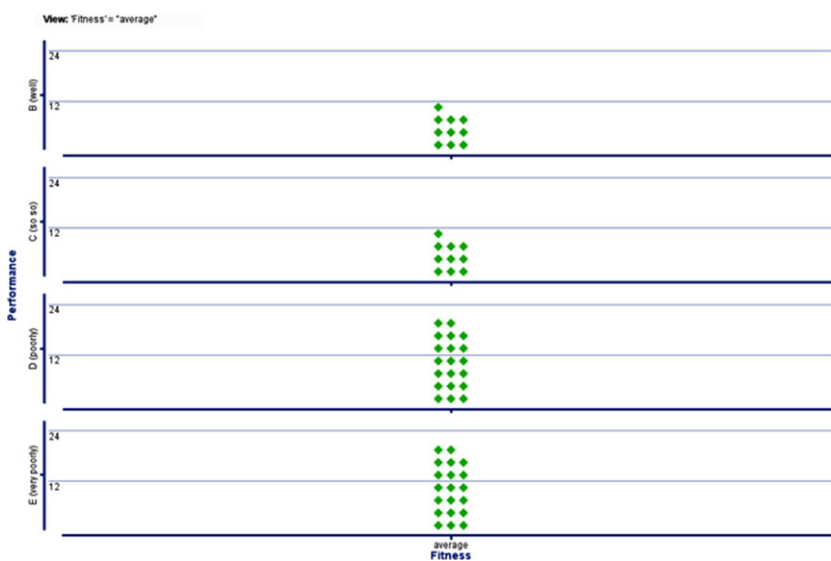 View: 'Fitness' = "average"
24
B (well)
12
24
C (so so)
12
Performance
24
D (poorly)
12
24
E (very poorly)
12
average
Fitness